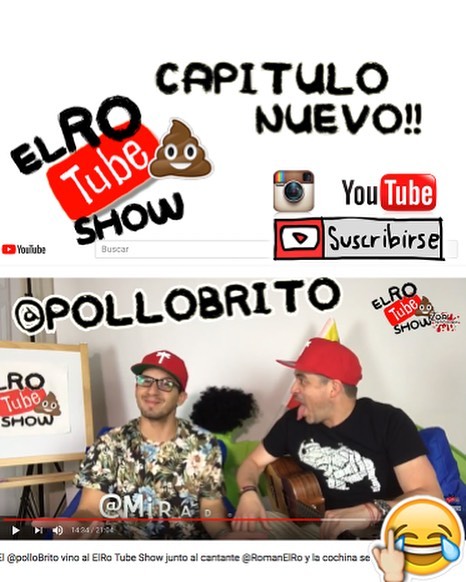 CAPITULO
NUEVO!!
ELRO
Tube
SHOW
YouTube
Suscribirse
YouTube
Buscar
@POLLOBRITO
ELRO
Tube
SHOW
ELRO
Tube
SHOW
@MiRAD
14:34 / 21:04
El @polloBrito vino al ElRo Tube Show junto al cantante @RomanElRo y la cochina se